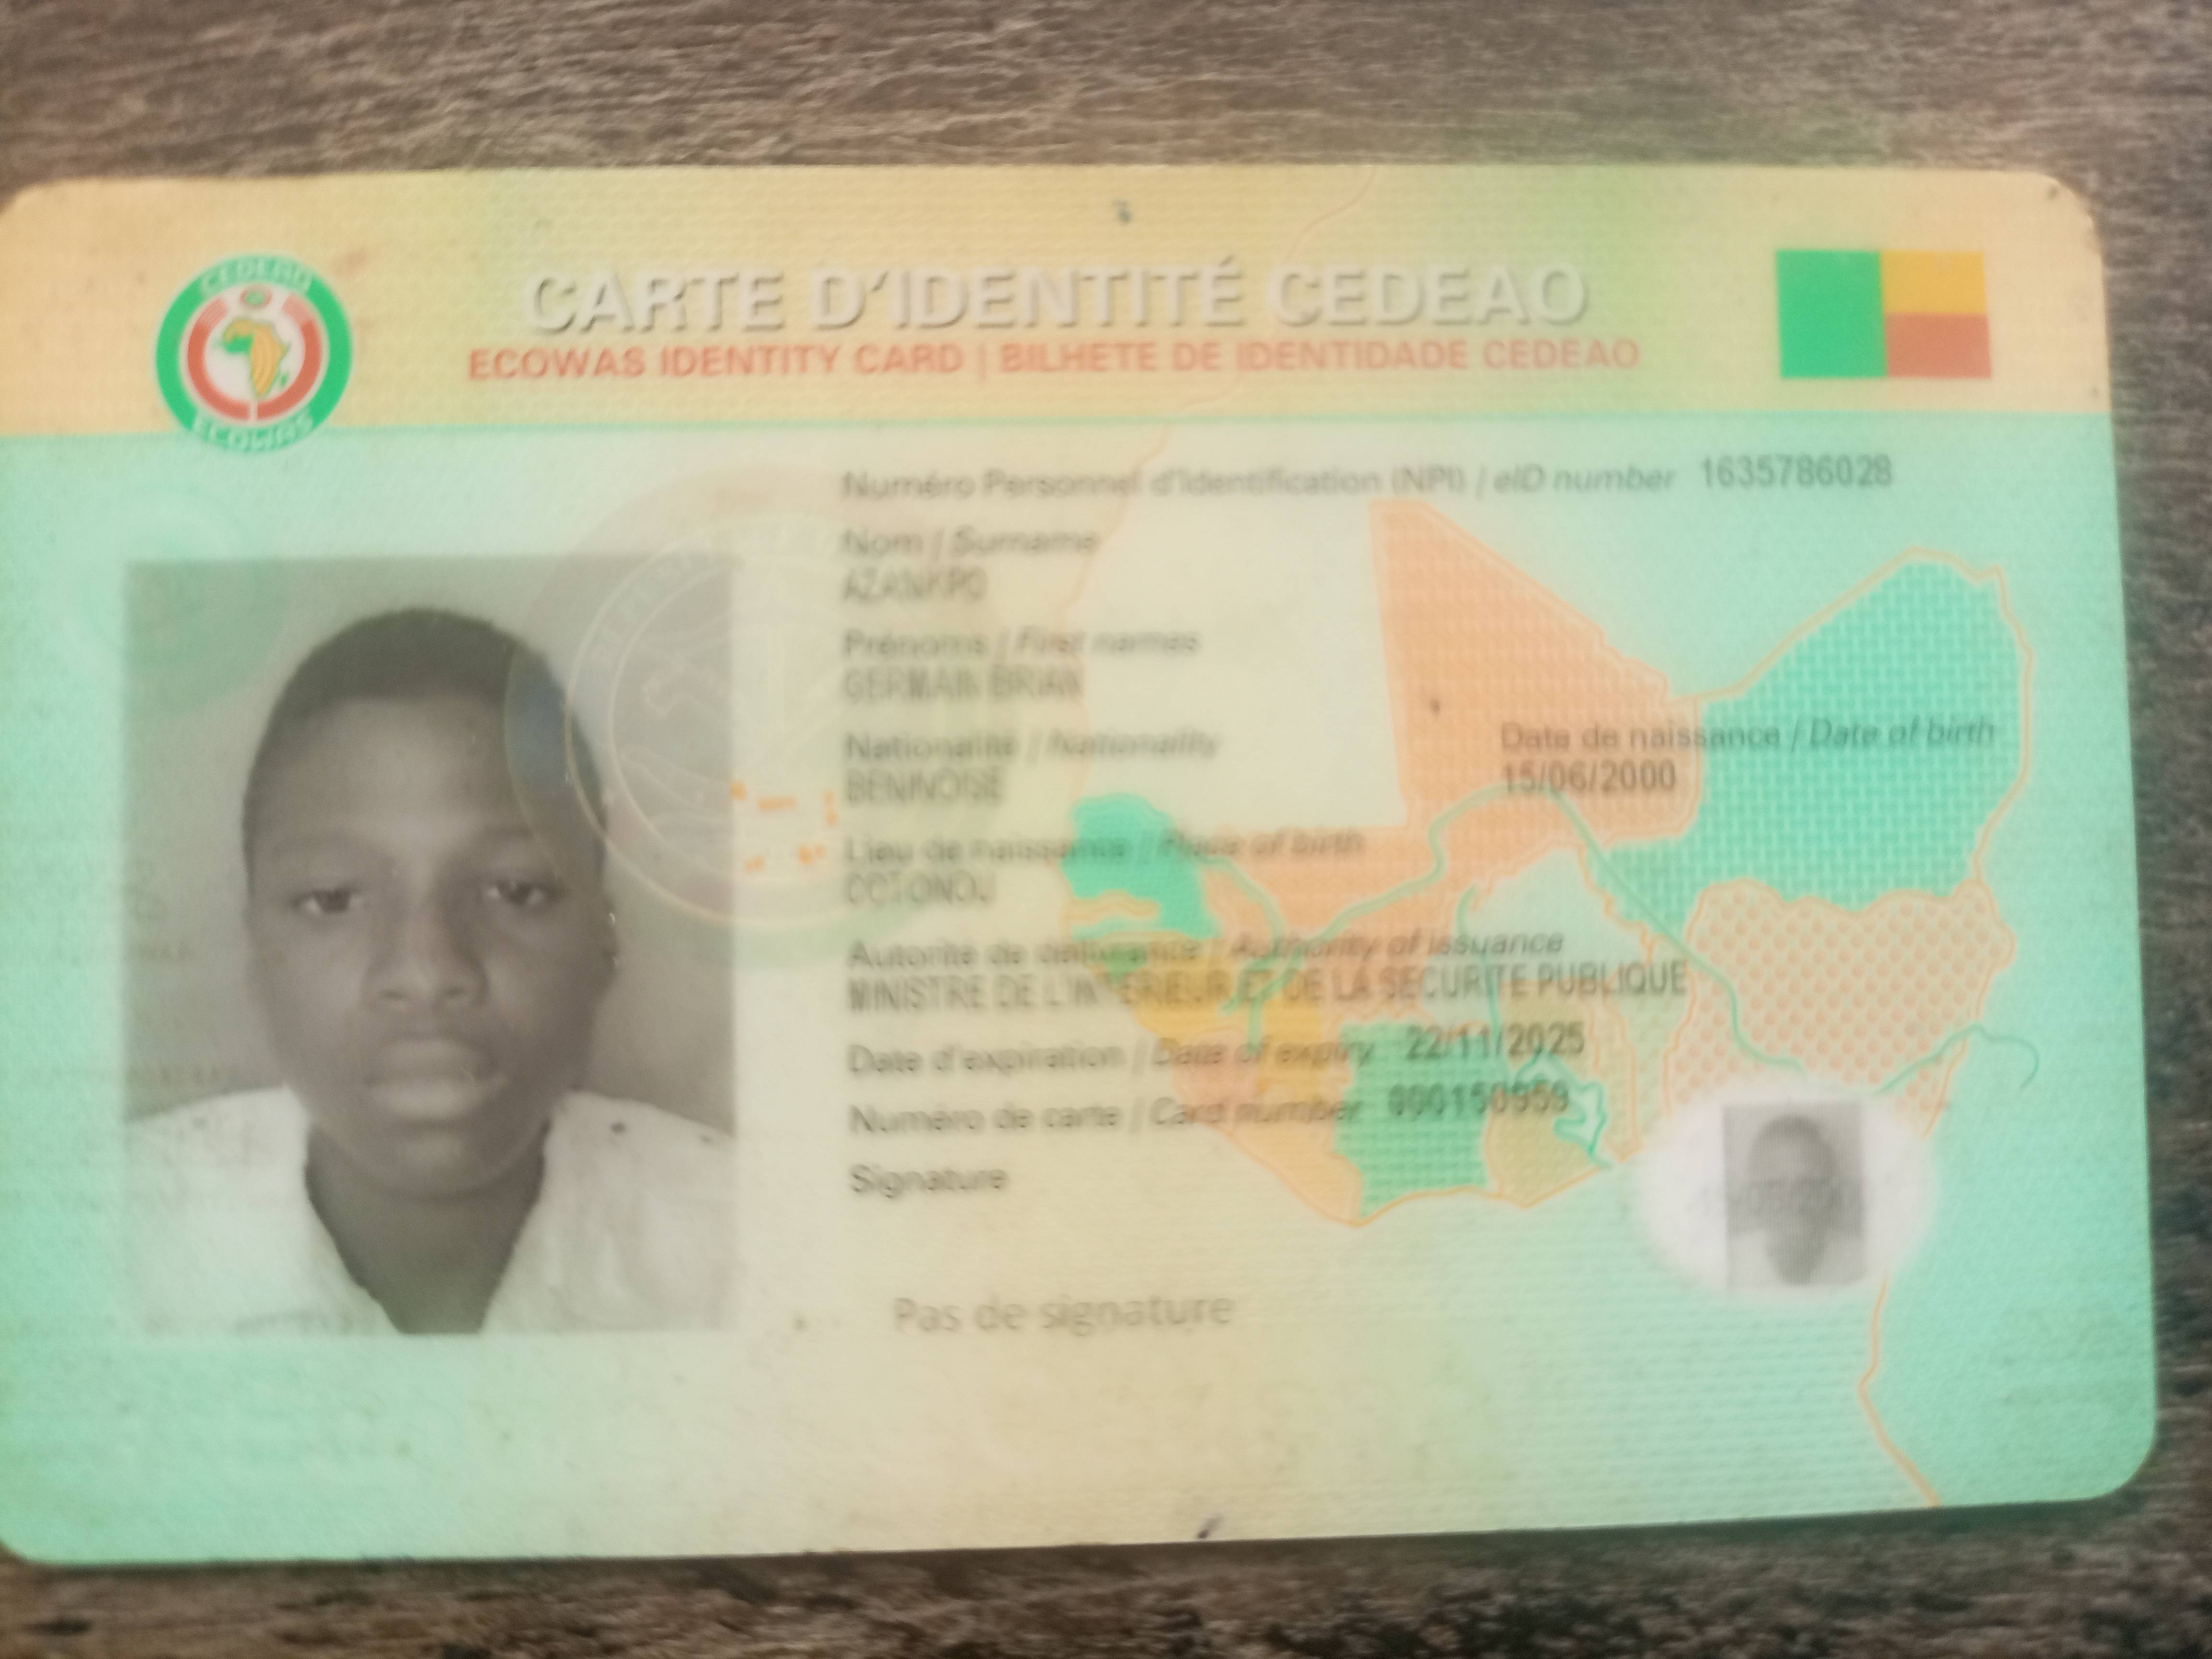 CEDEAO
ECOWAS
CARTE D'IDENTITÉ CEDEAO
ECOWAS IDENTITY CARD | BILHETE DE IDENTIDADE CEDEAO
Numéro Personnel d'Identification (NPI) / eID number 1635786028
Nom / Surname
AZANKPO
Prénoms / First names
GERMAIN BRIAN
Nationalité / Nationality
BENINOISE
Date de naissance / Date of birth
15/06/2000
Lieu de naissance / Place of birth
COTONOU
Autorité de délivrance / Authority of issuance
MINISTRE DE L'INTERIEUR ET DE LA SECURITE PUBLIQUE
Date d'expiration / Date of expiry 22/11/2025
Numéro de carte / Card number
Signature
Pas de signature